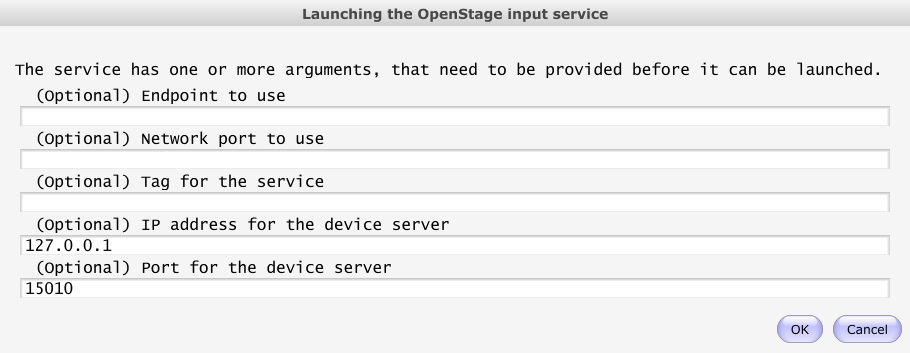 Launching the OpenStage input service
The service has one or more arguments, that need to be provided before it can be launched.
(Optional) Endpoint to use
(Optional) Network port to use
(Optional) Tag for the service
(Optional) IP address for the device server
127.0.0.1
(Optional) Port for the device server
15010
OK Cancel